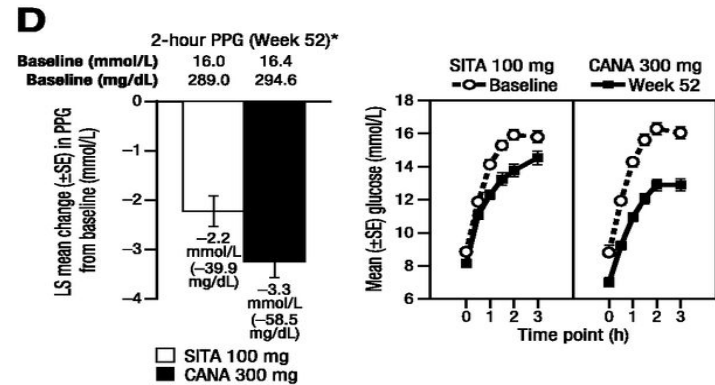 D
2-hour PPG (Week 52)*
Baseline (mmol/L) 16.0 16.4
Baseline (mg/dL) 289.0 294.6
LS mean change (±SE) in PPG
from baseline (mmol/L)
0
–1
–2
–3
–4
–2.2
mmol/L
(–39.9
mg/dL)
–3.3
mmol/L
(–58.5
mg/dL)
SITA 100 mg
CANA 300 mg
SITA 100 mg CANA 300 mg
Baseline Week 52
Mean (±SE) glucose (mmol/L)
18
16
14
12
10
8
6
0 1 2 3 0 1 2 3
Time point (h)